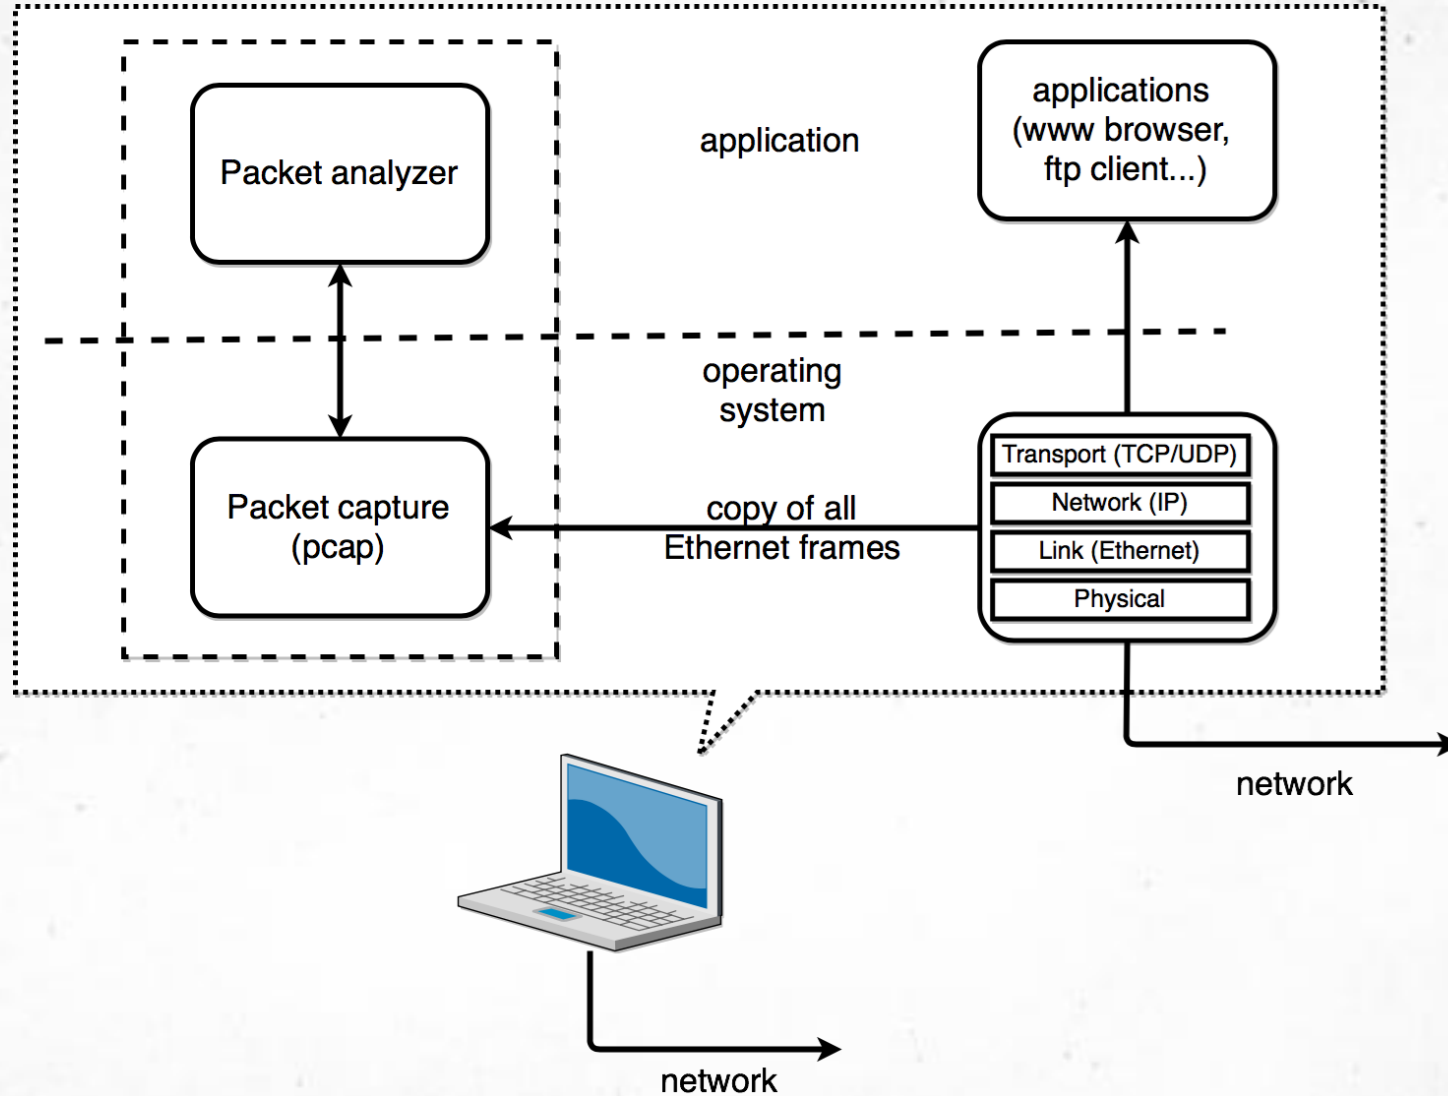 Packet analyzer
application
applications
(www browser,
ftp client...)
operating
system
Packet capture
(pcap)
copy of all
Ethernet frames
Transport (TCP/UDP)
Network (IP)
Link (Ethernet)
Physical
network
network